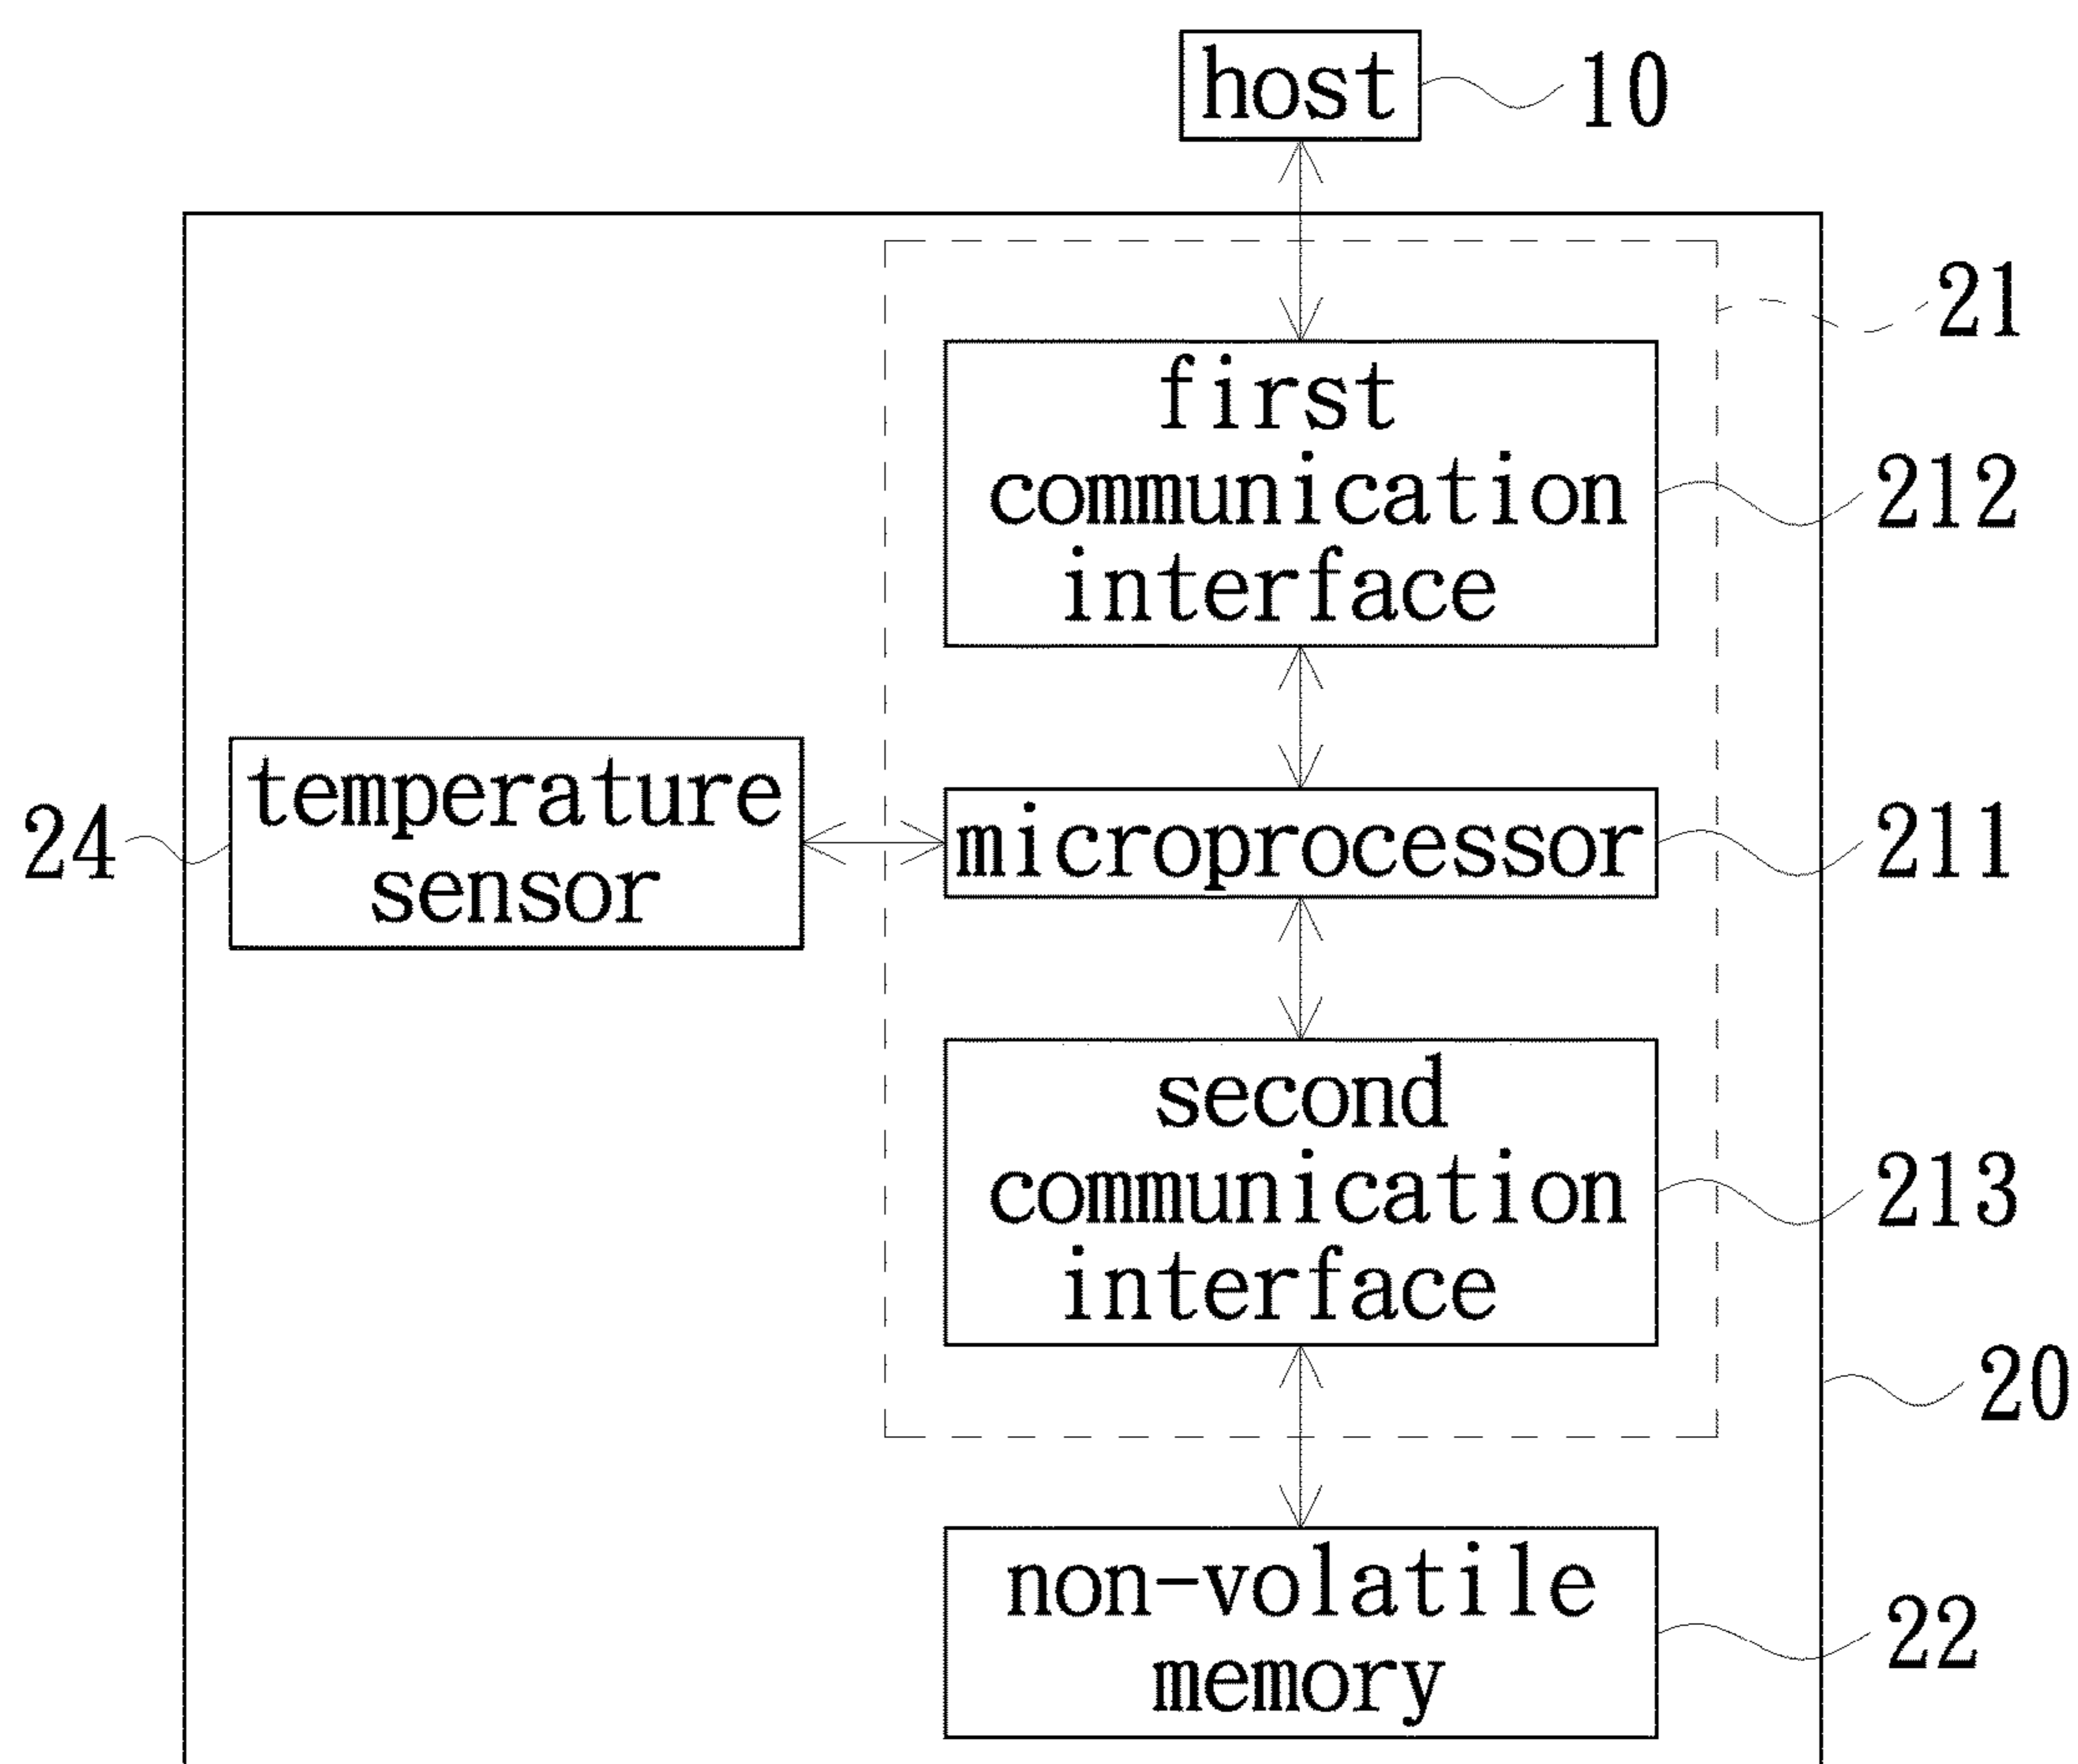 host
10
21
first
communication
interface
212
temperature
sensor
24
microprocessor
211
second
communication
interface
213
20
non-volatile
memory
22